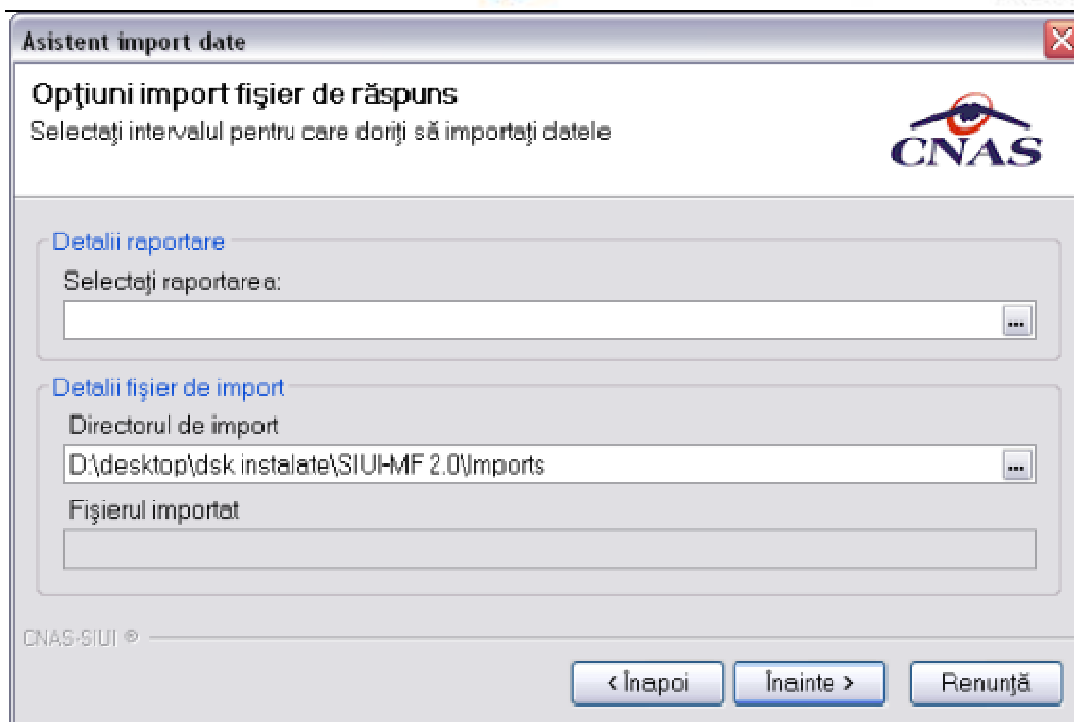 Asistent import date
Opţiuni import fişier de răspuns
Selectaţi intervalul pentru care doriţi să importaţi datele
CNAS
Detalii raportare
Selectaţi raportarea:
...
Detalii fişier de import
Directorul de import
D:\desktop\dsk instalate\SIUI-MF 2.0\Imports
...
Fişierul importat
CNAS-SIUI ®
< Înapoi
Înainte >
Renunţă